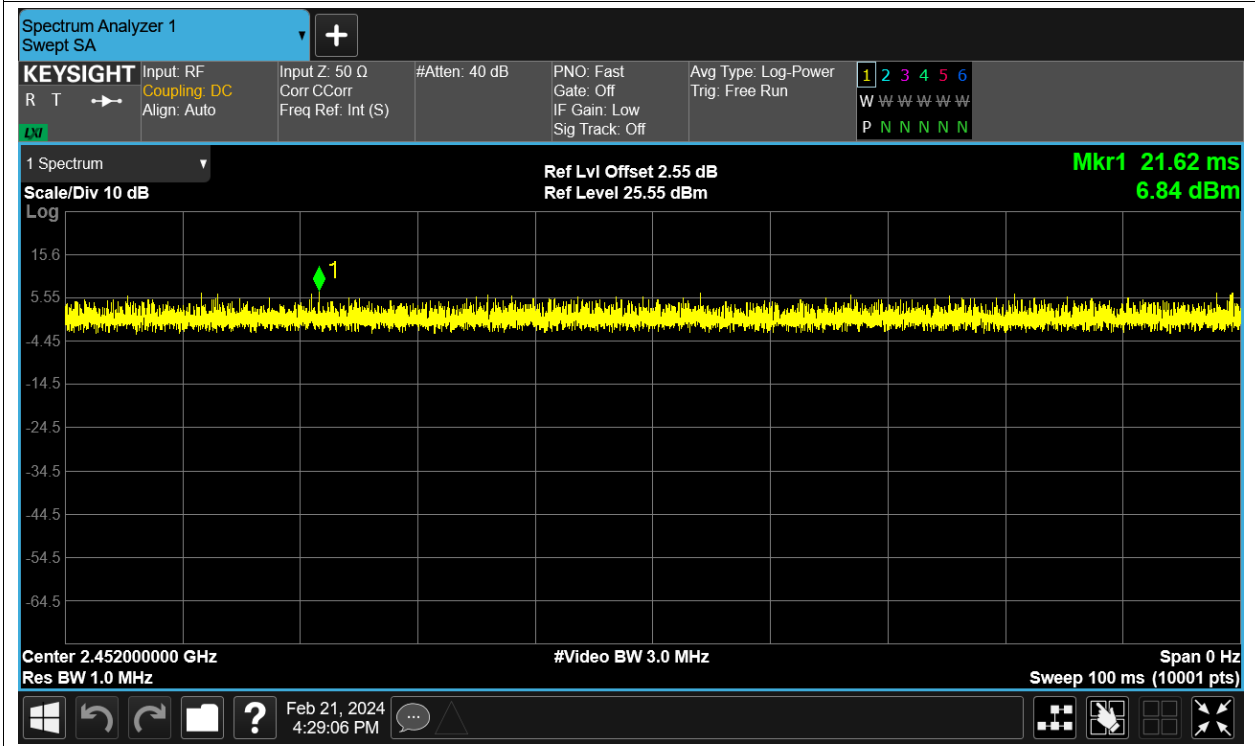 Spectrum Analyzer 1
Swept SA
+
KEYSIGHT
R T
LXI
Input: RF
Coupling: DC
Align: Auto
Input Z: 50 Ω
Corr CCorr
Freq Ref: Int (S)
#Atten: 40 dB
PNO: Fast
Gate: Off
IF Gain: Low
Sig Track: Off
Avg Type: Log-Power
Trig: Free Run
1 2 3 4 5 6
W W W W W W
P N N N N N
1 Spectrum
Scale/Div 10 dB
Log
Ref Lvl Offset 2.55 dB
Ref Level 25.55 dBm
Mkr1 21.62 ms
6.84 dBm
1
15.6
5.55
-4.45
-14.5
-24.5
-34.5
-44.5
-54.5
-64.5
Center 2.452000000 GHz
Res BW 1.0 MHz
#Video BW 3.0 MHz
Span 0 Hz
Sweep 100 ms (10001 pts)
?
Feb 21, 2024
4:29:06 PM